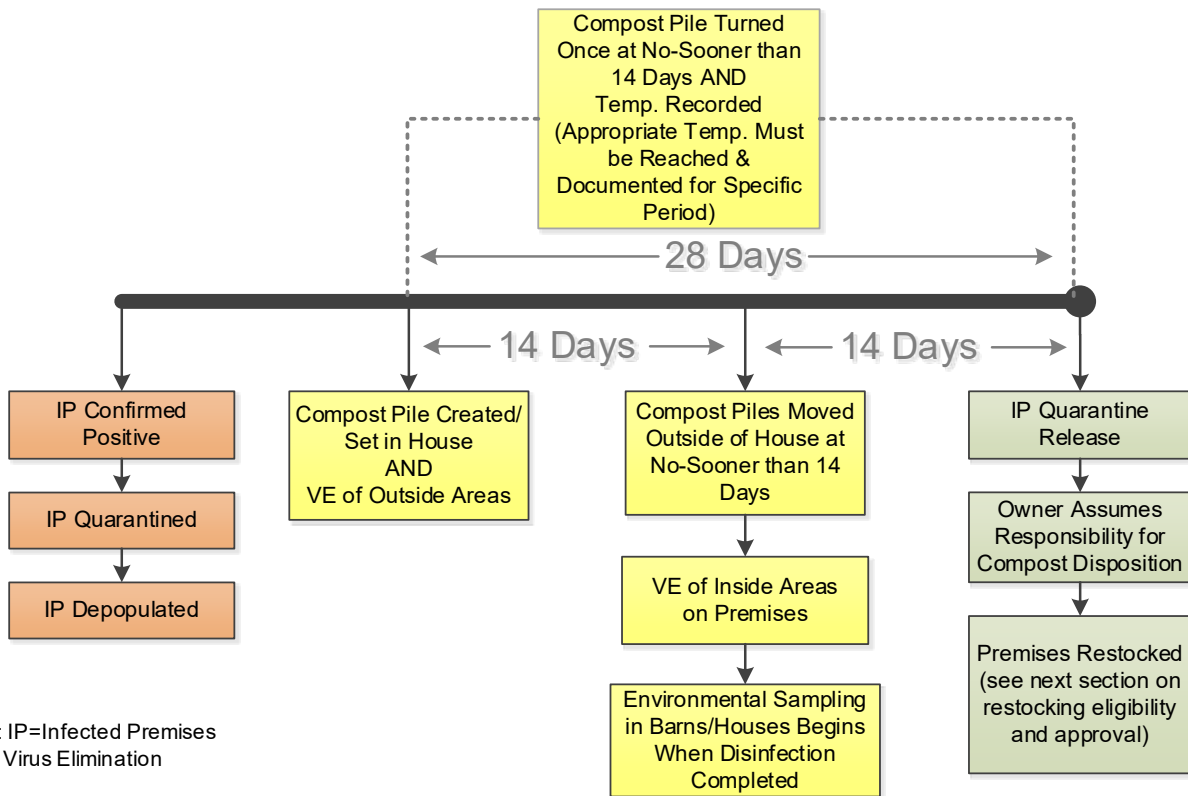 Compost Pile Turned
Once at No-Sooner than
14 Days AND
Temp. Recorded
(Appropriate Temp. Must
be Reached &
Documented for Specific
Period)
28 Days
14 Days
14 Days
IP Confirmed
Positive
IP Quarantined
IP Depopulated
Compost Pile Created/
Set in House
AND
VE of Outside Areas
Compost Piles Moved
Outside of House at
No-Sooner than 14
Days
VE of Inside Areas
on Premises
Environmental Sampling
in Barns/Houses Begins
When Disinfection
Completed
IP Quarantine
Release
Owner Assumes
Responsibility for
Compost Disposition
Premises Restocked
(see next section on
restocking eligibility
and approval)
: IP=Infected Premises
Virus Elimination